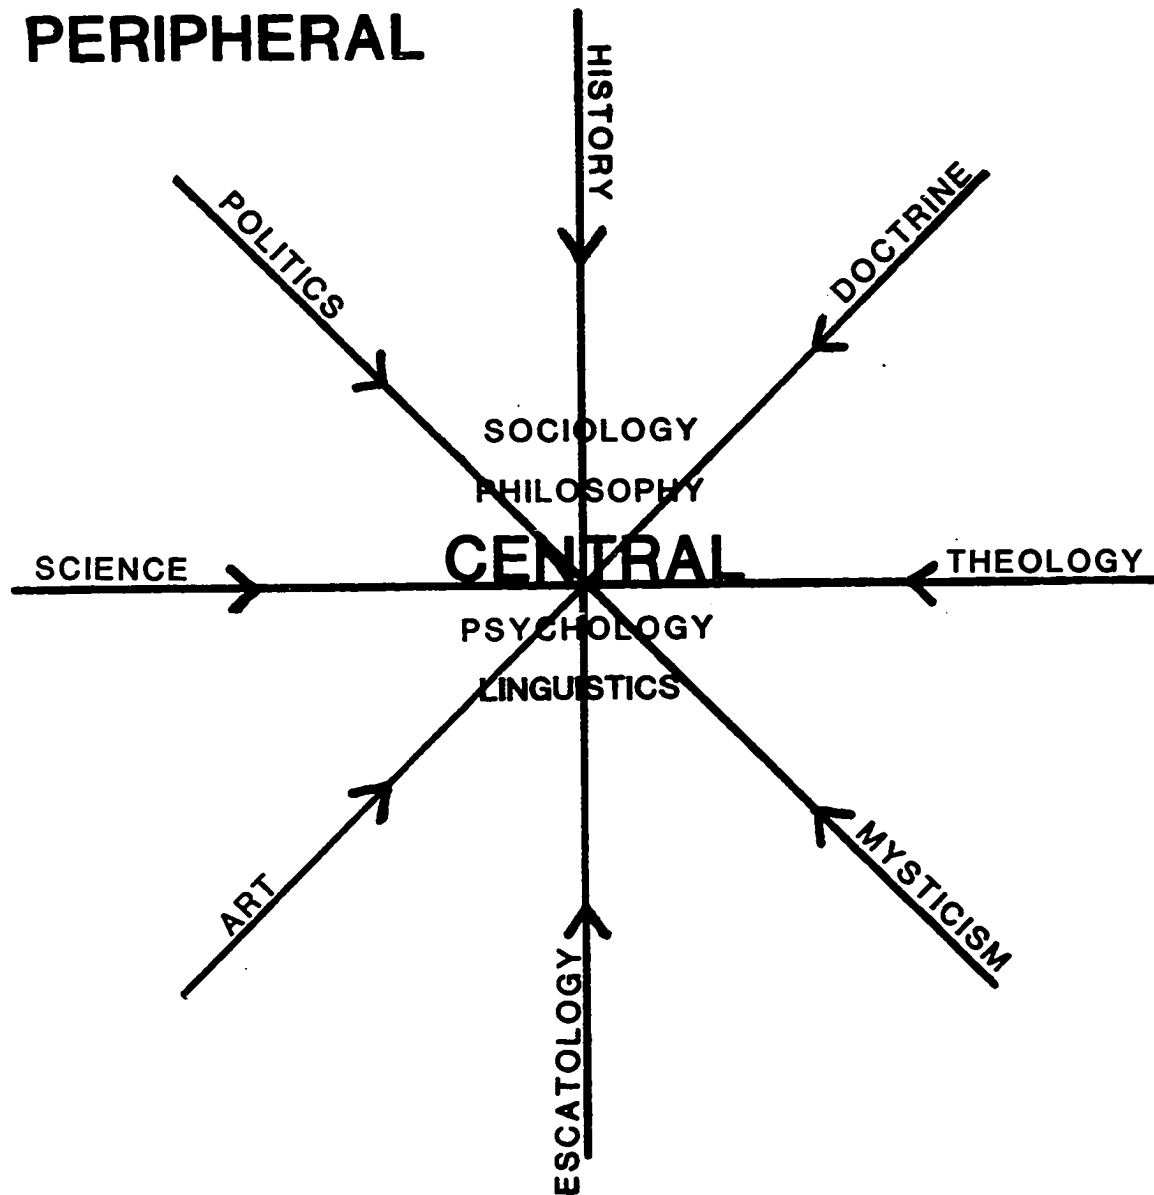 PERIPHERAL
HISTORY
POLITICS
DOCTRINE
SOCIOLOGY
PHILOSOPHY
CENTRAL
SCIENCE
THEOLOGY
PSYCHOLOGY
LINGUISTICS
ART
MYSTICISM
ESCATOLOGY